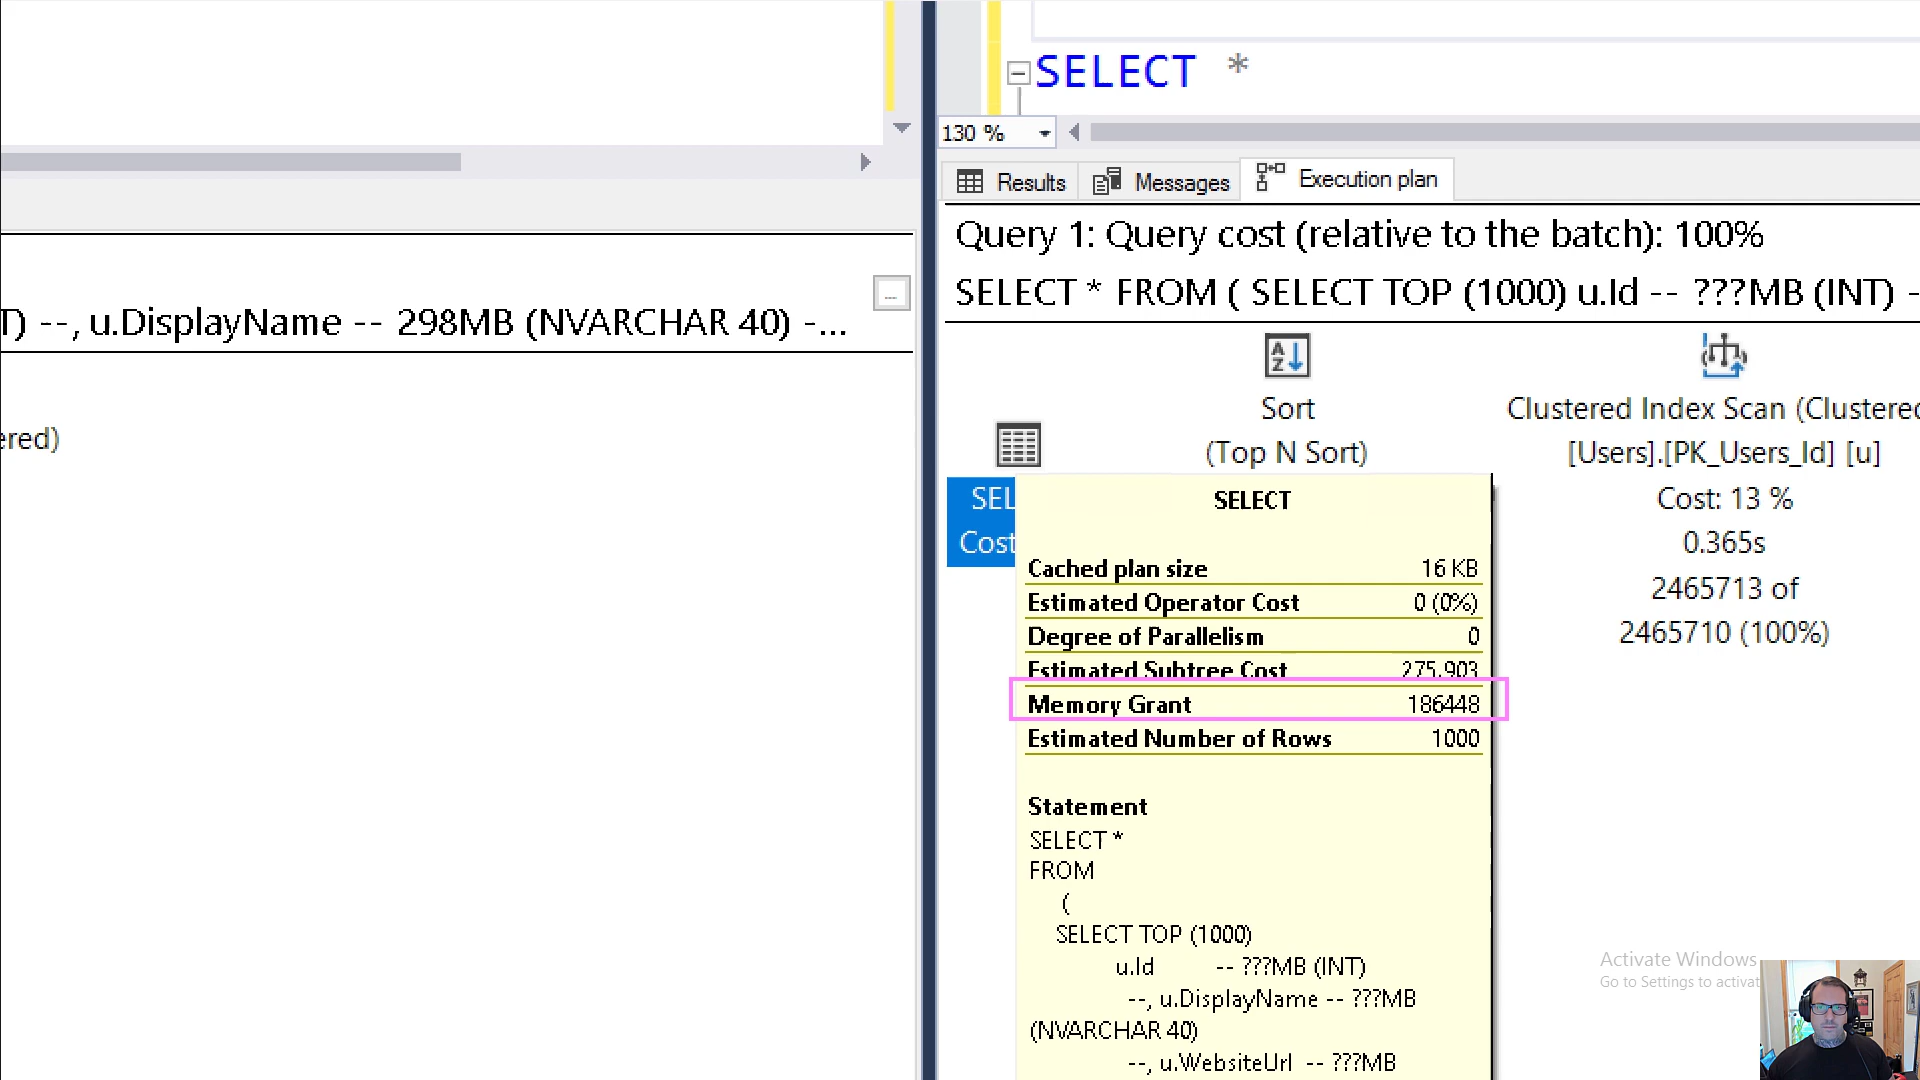 SELECT *
130 %
Results
Messages
Execution plan
Query 1: Query cost (relative to the batch): 100%
SELECT * FROM ( SELECT TOP (1000) u.Id -- ???MB (INT) -
T) --, u.DisplayName -- 298MB (NVARCHAR 40) -...
...
ered)
Sort
(Top N Sort)
Clustered Index Scan (Clustered
[Users].[PK_Users_Id] [u]
Cost: 13 %
0.365s
2465713 of
2465710 (100%)
SEL
Cost
SELECT
Cached plan size 16 KB
Estimated Operator Cost 0 (0%)
Degree of Parallelism 0
Estimated Subtree Cost 275.903
Memory Grant 186448
Estimated Number of Rows 1000
Statement
SELECT *
FROM
(
SELECT TOP (1000)
u.Id -- ???MB (INT)
--, u.DisplayName -- ???MB
(NVARCHAR 40)
--, u.WebsiteUrl -- ???MB
Activate Windows
Go to Settings to activat